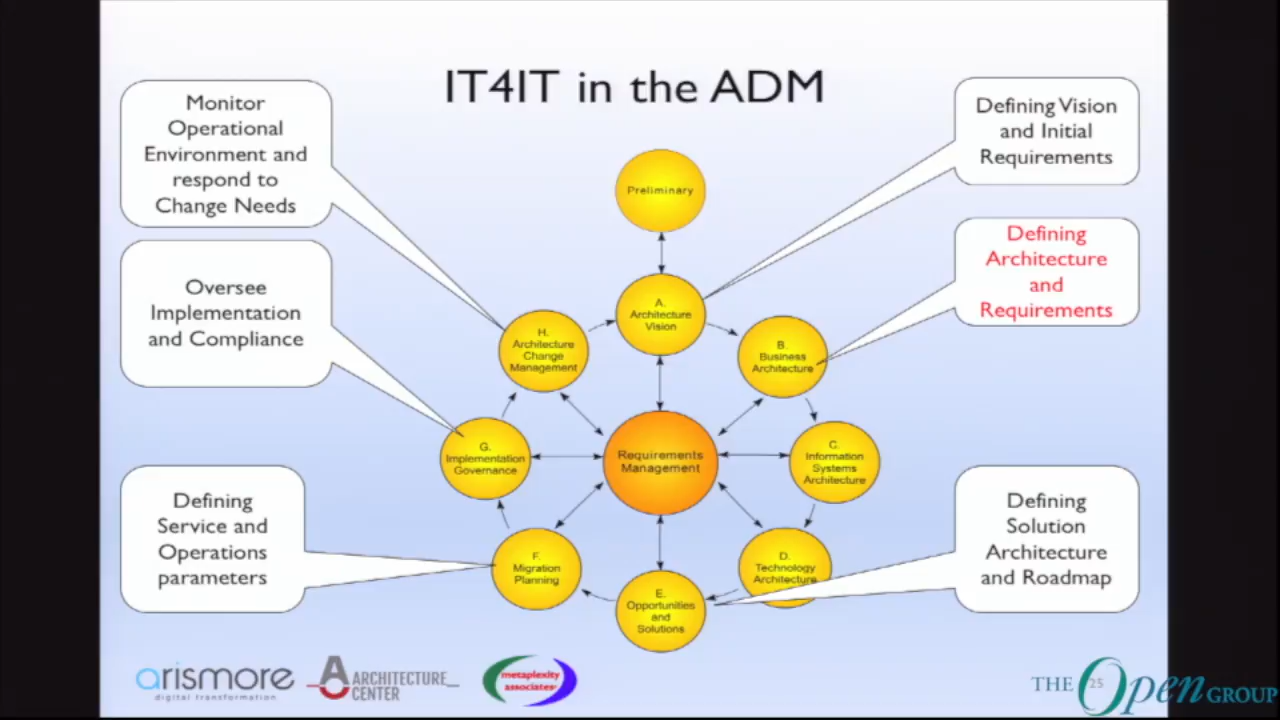 IT4IT in the ADM
Monitor
Operational
Environment and
respond to
Change Needs
Defining Vision
and Initial
Requirements
Preliminary
Defining
Architecture
and
Requirements
Oversee
Implementation
and Compliance
A.
Architecture
Vision
H.
Architecture
Change
Management
B.
Business
Architecture
G.
Implementation
Governance
Requirements
Management
C.
Information
Systems
Architecture
Defining
Service and
Operations
parameters
Defining
Solution
Architecture
and Roadmap
F.
Migration
Planning
D.
Technology
Architecture
E.
Opportunities
and
Solutions
arismore
digital transformation
ARCHITECTURE
CENTER
metaplexity
associates
25
THE Open GROUP